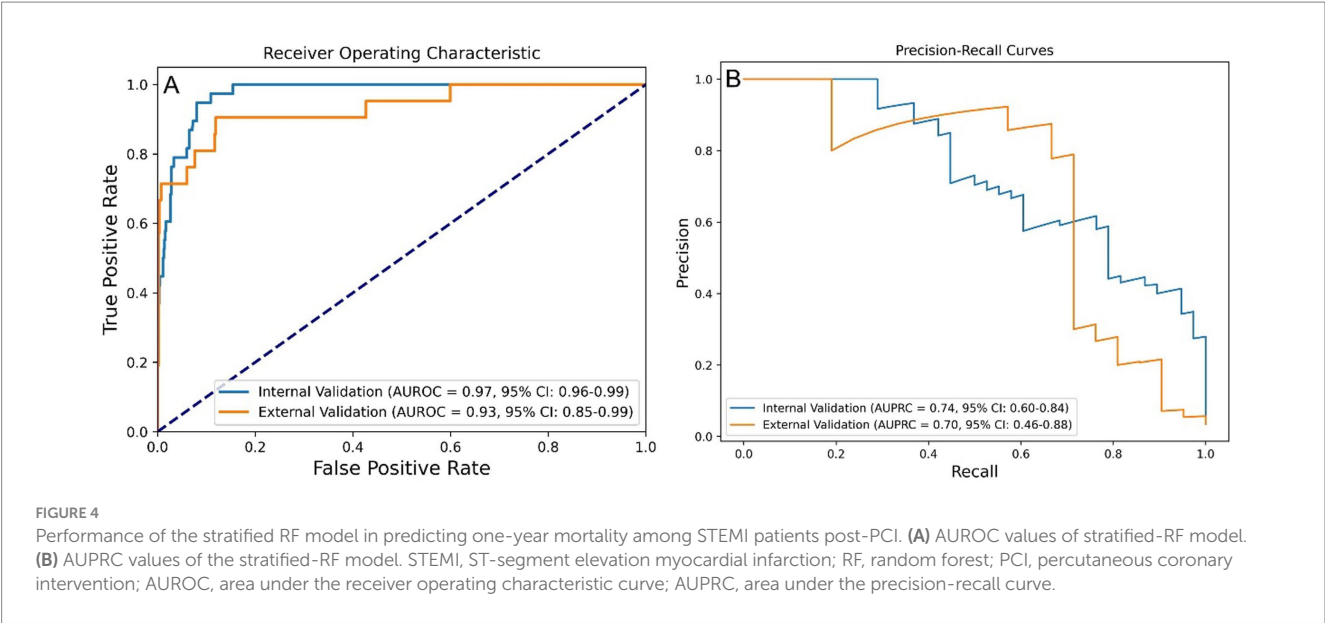 Receiver Operating Characteristic
A
1.0
0.8
0.6
0.4
0.2
0.0
True Positive Rate
Internal Validation (AUROC = 0.97, 95% CI: 0.96-0.99)
External Validation (AUROC = 0.93, 95% CI: 0.85-0.99)
0.0 0.2 0.4 0.6 0.8 1.0
False Positive Rate
Precision-Recall Curves
B
1.0
0.8
0.6
0.4
0.2
0.0
Precision
Internal Validation (AUPRC = 0.74, 95% CI: 0.60-0.84)
External Validation (AUPRC = 0.70, 95% CI: 0.46-0.88)
0.0 0.2 0.4 0.6 0.8 1.0
Recall
FIGURE 4
Performance of the stratified RF model in predicting one-year mortality among STEMI patients post-PCI. (A) AUROC values of stratified-RF model.
(B) AUPRC values of the stratified-RF model. STEMI, ST-segment elevation myocardial infarction; RF, random forest; PCI, percutaneous coronary
intervention; AUROC, area under the receiver operating characteristic curve; AUPRC, area under the precision-recall curve.